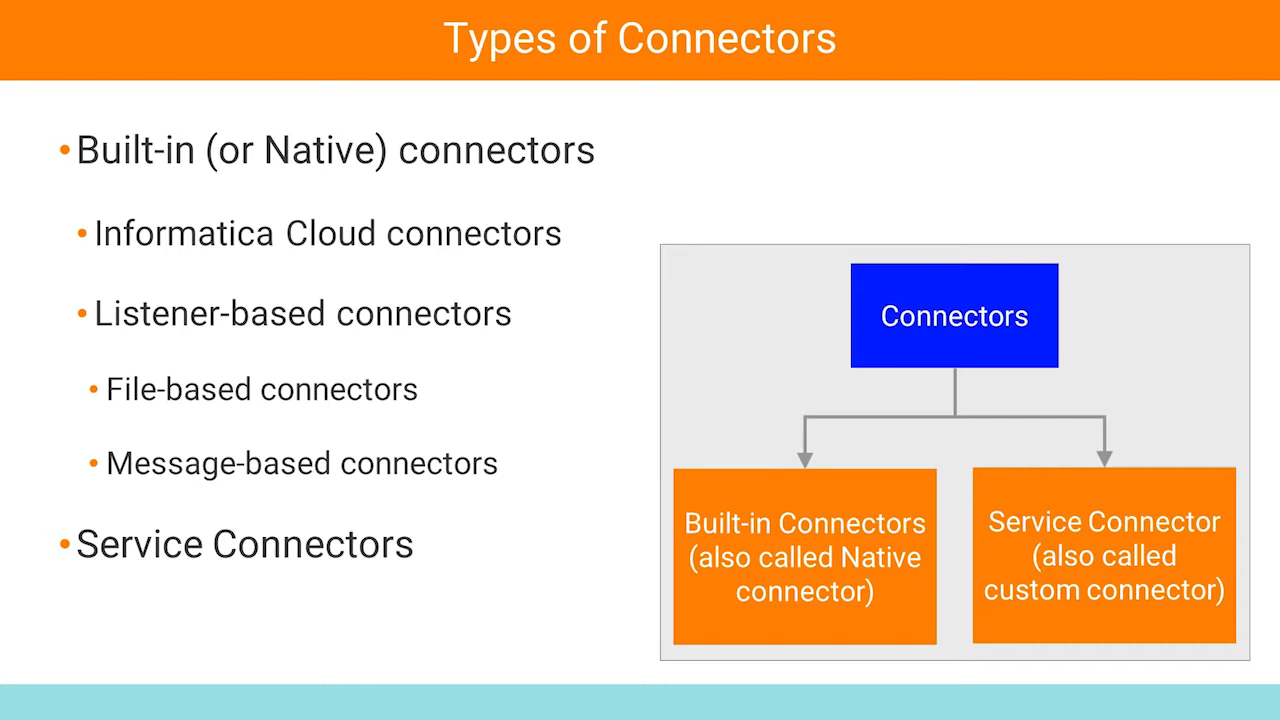 Types of Connectors
•Built-in (or Native) connectors
•Informatica Cloud connectors
•Listener-based connectors
•File-based connectors
•Message-based connectors
•Service Connectors
Connectors
Built-in Connectors
(also called Native
connector)
Service Connector
(also called
custom connector)